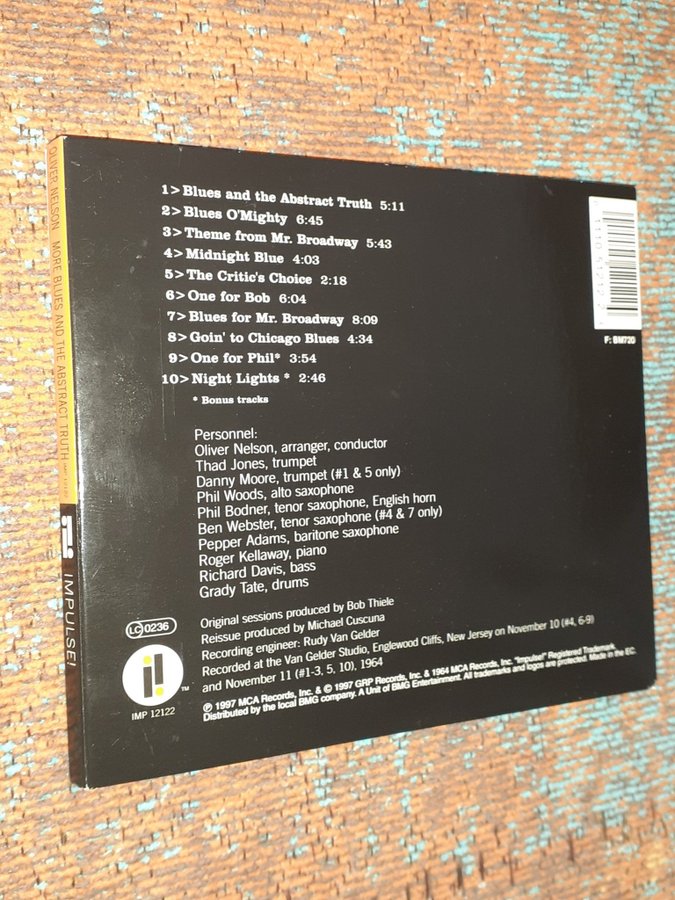 OLIVER NELSON MORE BLUES AND THE ABSTRACT TRUTH
IMPULSE!
1> Blues and the Abstract Truth 5:11
2> Blues O'Mighty 6:45
3> Theme from Mr. Broadway 5:43
4> Midnight Blue 4:03
5> The Critic's Choice 2:18
6> One for Bob 6:04
7> Blues for Mr. Broadway 8:09
8> Goin' to Chicago Blues 4:34
9> One for Phil* 3:54
10> Night Lights * 2:46
* Bonus tracks
F: BM720
Personnel:
Oliver Nelson, arranger, conductor
Thad Jones, trumpet
Danny Moore, trumpet (#1 & 5 only)
Phil Woods, alto saxophone
Phil Bodner, tenor saxophone, English horn
Ben Webster, tenor saxophone (#4 & 7 only)
Pepper Adams, baritone saxophone
Roger Kellaway, piano
Richard Davis, bass
Grady Tate, drums
Original sessions produced by Bob Thiele
Reissue produced by Michael Cuscuna
Recording engineer: Rudy Van Gelder
Recorded at the Van Gelder Studio, Englewood Cliffs, New Jersey on November 10 (#4, 6-9)
and November 11 (#1-3, 5, 10), 1964
℗ 1997 MCA Records, Inc. & © 1997 GRP Records, Inc. & 1964 MCA Records, Inc. "Impulse!" Registered Trademark.
Distributed by the local BMG company. A Unit of BMG Entertainment. All trademarks and logos are protected. Made in the EC.
LC 0236
i!
TM
IMP 12122